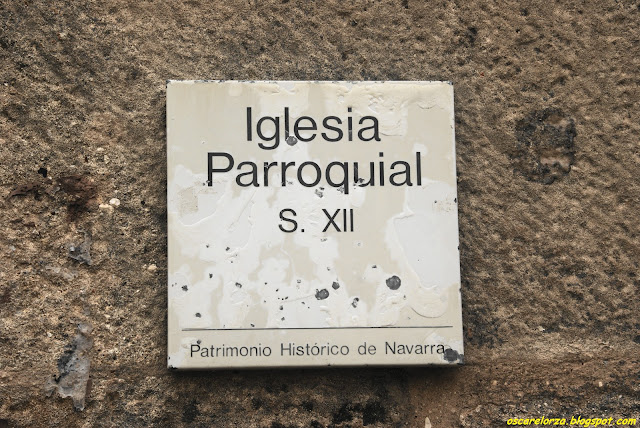 Iglesia
Parroquial
S. XII
Patrimonio Histórico de Navarra
oscarelorza.blogspot.com